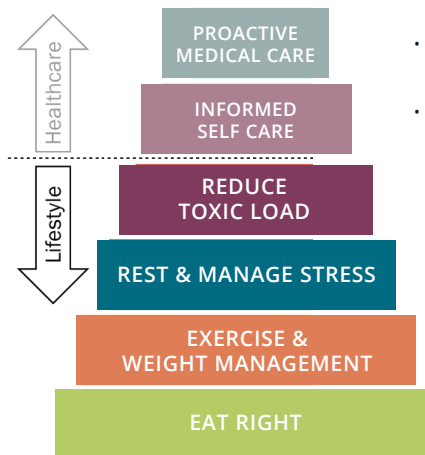 PROACTIVE
MEDICAL CARE
Healthcare
INFORMED
SELF CARE
Lifestyle
REDUCE
TOXIC LOAD
REST & MANAGE STRESS
EXERCISE &
WEIGHT MANAGEMENT
EAT RIGHT